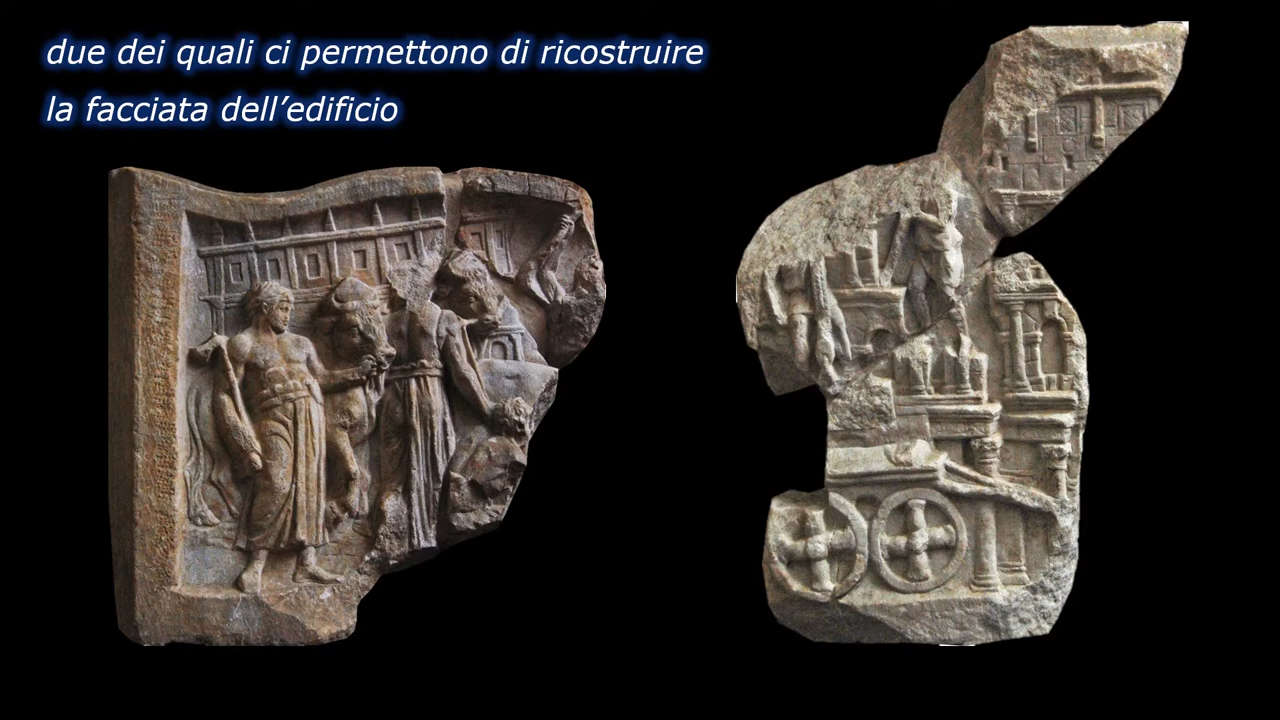 due dei quali ci permettono di ricostruire
la facciata dell’edificio